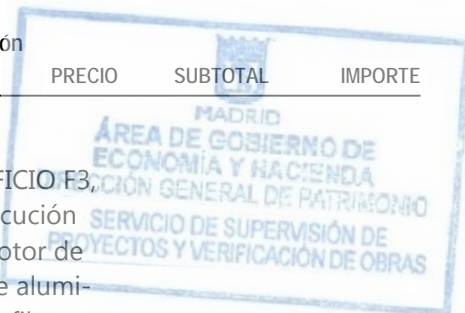 ón
PRECIO SUBTOTAL IMPORTE
MADRID
ÁREA DE GOBIERNO DE
ECONOMÍA Y HACIENDA
DIRECCIÓN GENERAL DE PATRIMONIO
SERVICIO DE SUPERVISIÓN DE
PROYECTOS Y VERIFICACIÓN DE OBRAS
FICIO F3,
cución
otor de
e alumi-